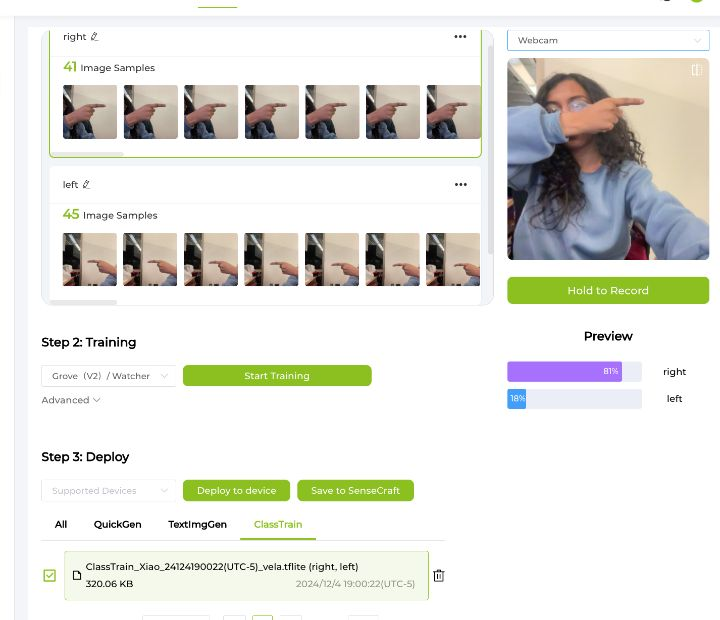 right
41 Image Samples
left
45 Image Samples
Webcam
Hold to Record
Preview
81% right
18% left
Step 2: Training
Grove (V2) / Watcher
Start Training
Advanced
Step 3: Deploy
Supported Devices
Deploy to device
Save to SenseCraft
All QuickGen TextImgGen ClassTrain
ClassTrain_Xiao_24124190022(UTC-5)_vela.tflite (right, left)
320.06 KB 2024/12/4 19:00:22(UTC-5)